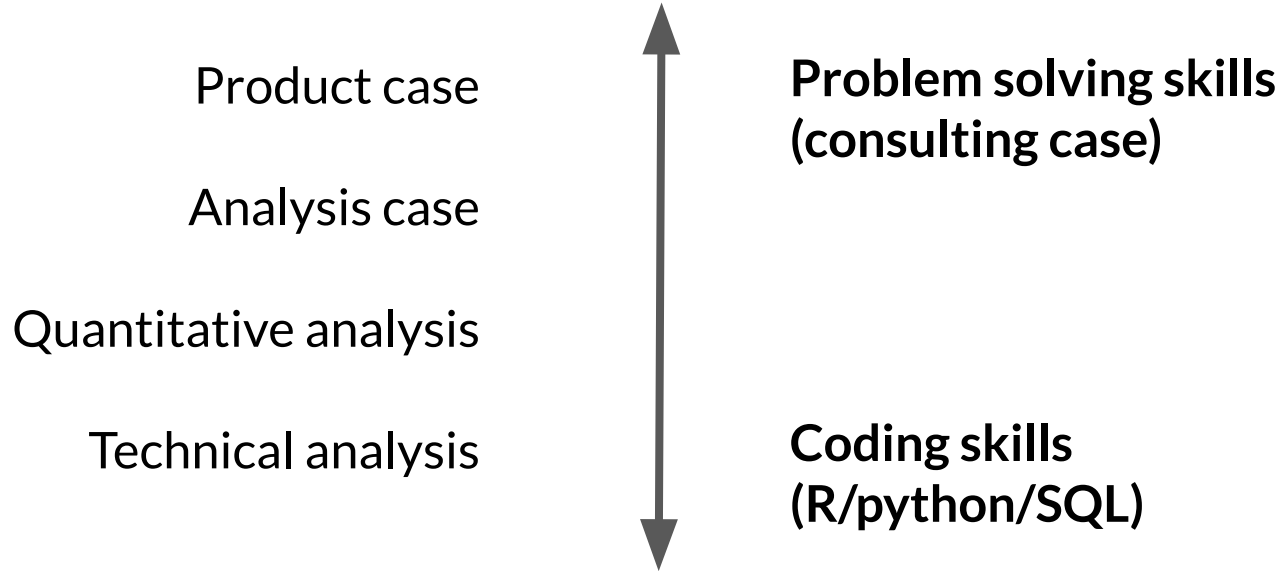 Product case
Analysis case
Quantitative analysis
Technical analysis
Problem solving skills
(consulting case)
Coding skills
(R/python/SQL)